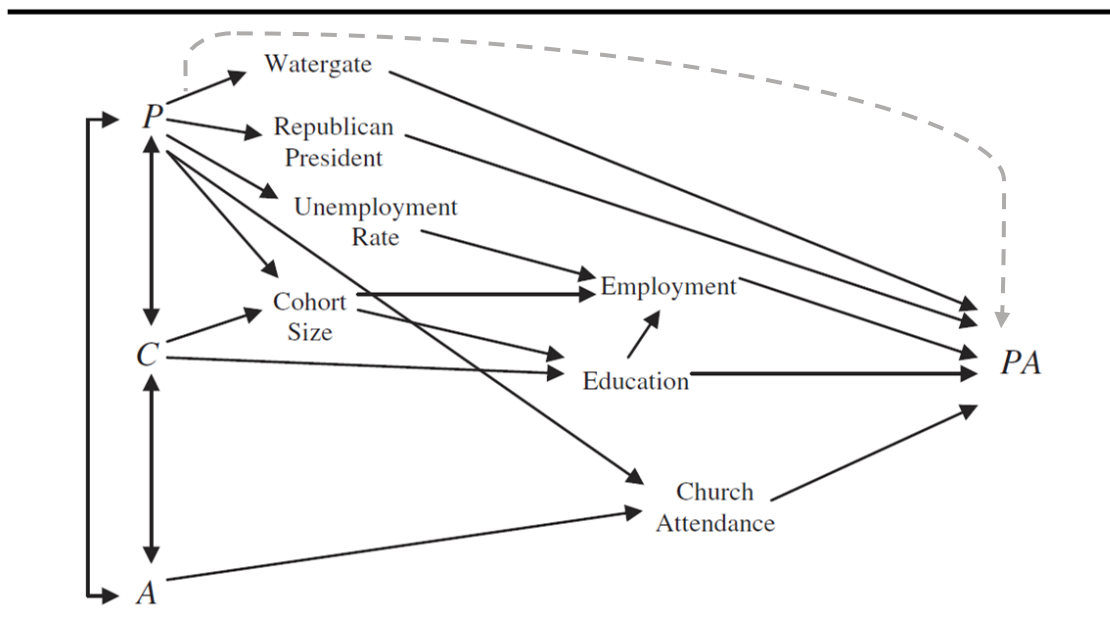 Watergate
P
Republican
President
Unemployment
Rate
Employment
Cohort
Size
C
PA
Education
Church
Attendance
A